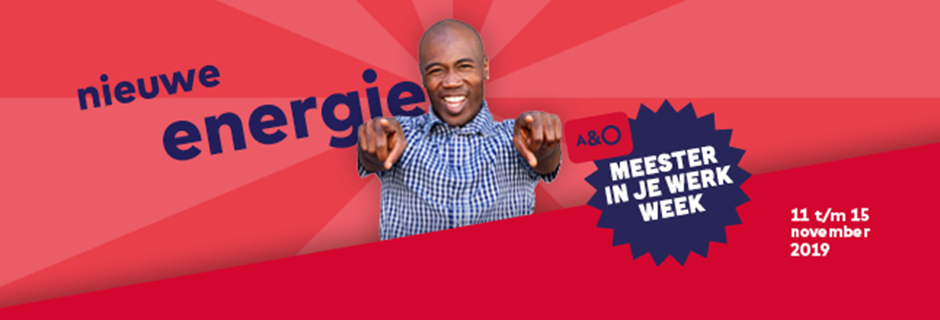 nieuwe
energie
A&O
MEESTER
IN JE WERK
WEEK
11 t/m 15
november
2019